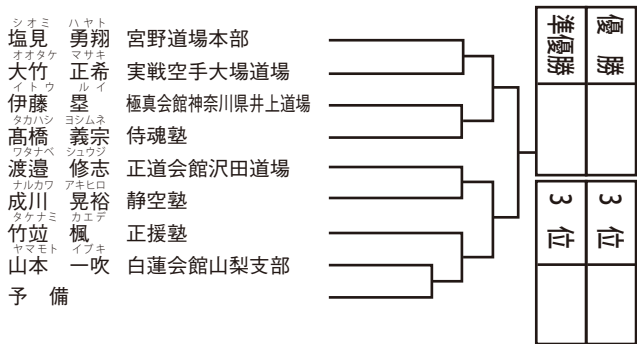 シオミ ハヤト
塩見 勇翔 宮野道場本部
オオタケ マサキ
大竹 正希 実戦空手大場道場
イトウ ルイ
伊藤 塁 極真会館神奈川県井上道場
タカハシ ヨシムネ
髙橋 義宗 侍魂塾
ワタナベ シュウジ
渡邉 修志 正道会館沢田道場
ナルカワ アキヒロ
成川 晃裕 静空塾
タケナミ カエデ
竹竝 楓 正援塾
ヤマモト イブキ
山本 一吹 白蓮会館山梨支部
予 備
優勝
準優勝
3位
3位